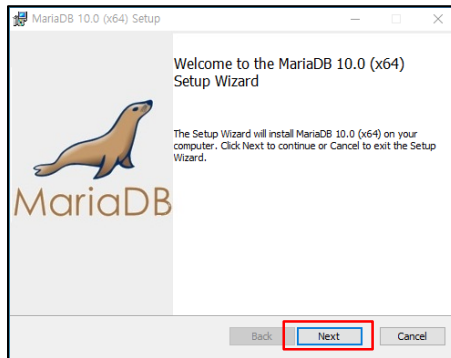 MariaDB 10.0 (x64) Setup
Welcome to the MariaDB 10.0 (x64)
Setup Wizard
The Setup Wizard will install MariaDB 10.0 (x64) on your
computer. Click Next to continue or Cancel to exit the Setup
Wizard.
MariaDB
Back
Next
Cancel